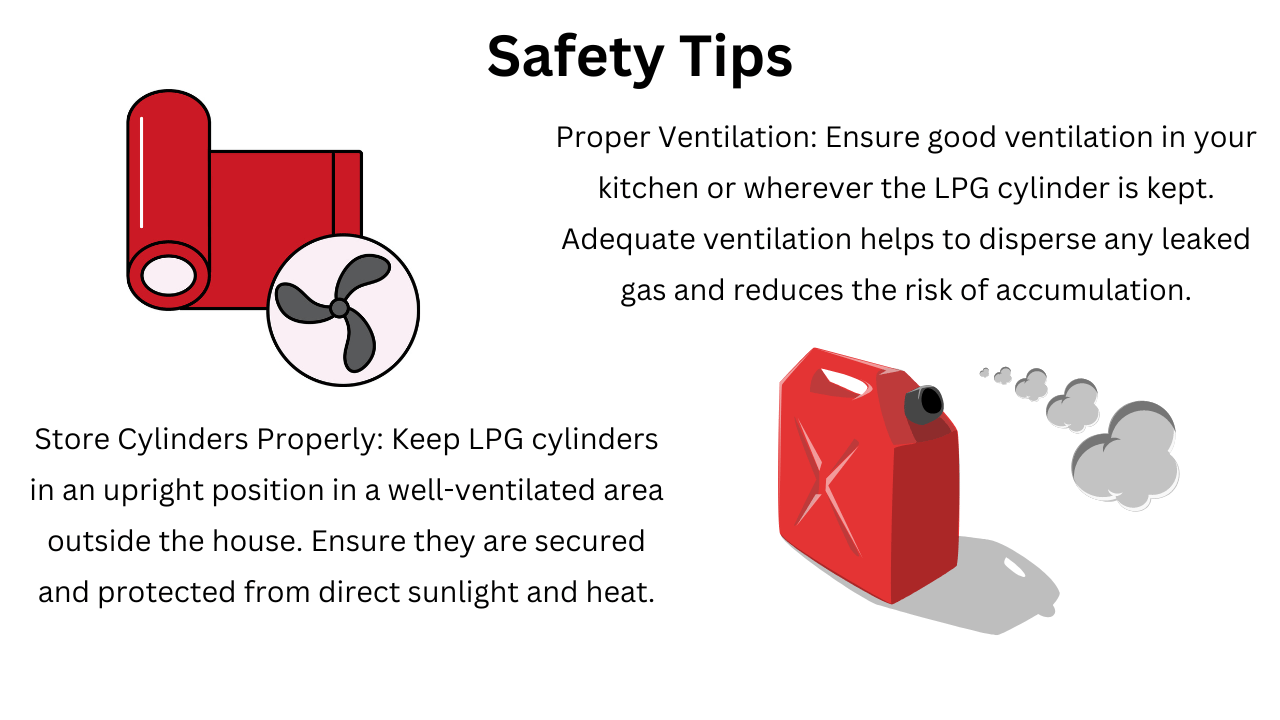 Safety Tips
Proper Ventilation: Ensure good ventilation in your
kitchen or wherever the LPG cylinder is kept.
Adequate ventilation helps to disperse any leaked
gas and reduces the risk of accumulation.
Store Cylinders Properly: Keep LPG cylinders
in an upright position in a well-ventilated area
outside the house. Ensure they are secured
and protected from direct sunlight and heat.